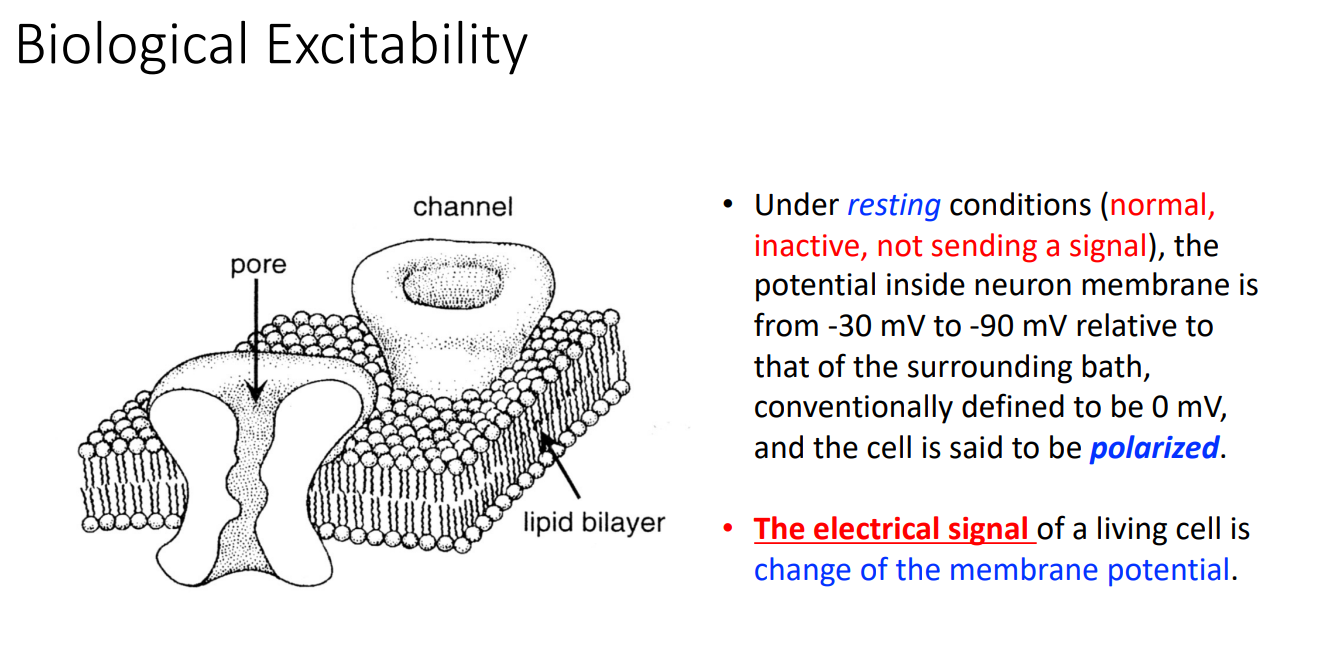 Biological Excitability
channel
pore
lipid bilayer
• Under resting conditions (normal,
inactive, not sending a signal), the
potential inside neuron membrane is
from -30 mV to -90 mV relative to
that of the surrounding bath,
conventionally defined to be 0 mV,
and the cell is said to be polarized.
• The electrical signal of a living cell is
change of the membrane potential.